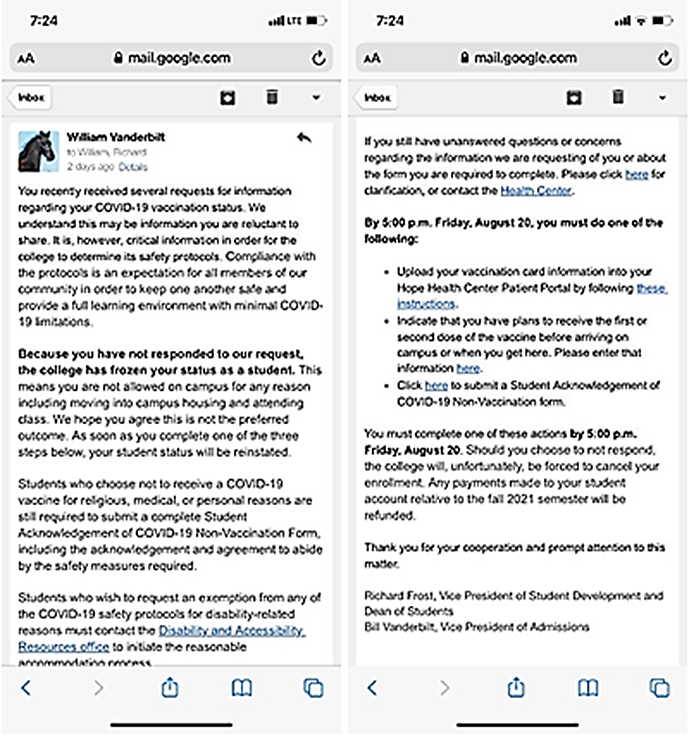 7:24
LTE
AA
mail.google.com
Inbox
William Vanderbilt
to William, Richard
2 days ago Details
You recently received several requests for information
regarding your COVID-19 vaccination status. We
understand this may be information you are reluctant to
share. It is, however, critical information in order for the
college to determine its safety protocols. Compliance with
the protocols is an expectation for all members of our
community in order to keep one another safe and
provide a full learning environment with minimal COVID-
19 limitations.
Because you have not responded to our request,
the college has frozen your status as a student. This
means you are not allowed on campus for any reason
including moving into campus housing and attending
class. We hope you agree this is not the preferred
outcome. As soon as you complete one of the three
steps below, your student status will be reinstated.
Students who choose not to receive a COVID-19
vaccine for religious, medical, or personal reasons are
still required to submit a complete Student
Acknowledgement of COVID-19 Non-Vaccination Form,
including the acknowledgement and agreement to abide
by the safety measures required.
Students who wish to request an exemption from any of
the COVID-19 safety protocols for disability-related
reasons must contact the Disability and Accessibility
Resources office to initiate the reasonable
accommodation process
7:24
AA
mail.google.com
Inbox
If you still have unanswered questions or concerns
regarding the information we are requesting of you or about
the form you are required to complete. Please click here for
clarification, or contact the Health Center.
By 5:00 p.m. Friday, August 20, you must do one of the
following:
• Upload your vaccination card information into your
Hope Health Center Patient Portal by following these
instructions.
• Indicate that you have plans to receive the first or
second dose of the vaccine before arriving on
campus or when you get here. Please enter that
information here.
• Click here to submit a Student Acknowledgement of
COVID-19 Non-Vaccination form.
You must complete one of these actions by 5:00 p.m.
Friday, August 20. Should you choose to not respond,
the college will, unfortunately, be forced to cancel your
enrollment. Any payments made to your student
account relative to the fall 2021 semester will be
refunded.
Thank you for your cooperation and prompt attention to this
matter.
Richard Frost, Vice President of Student Development and
Dean of Students
Bill Vanderbilt, Vice President of Admissions